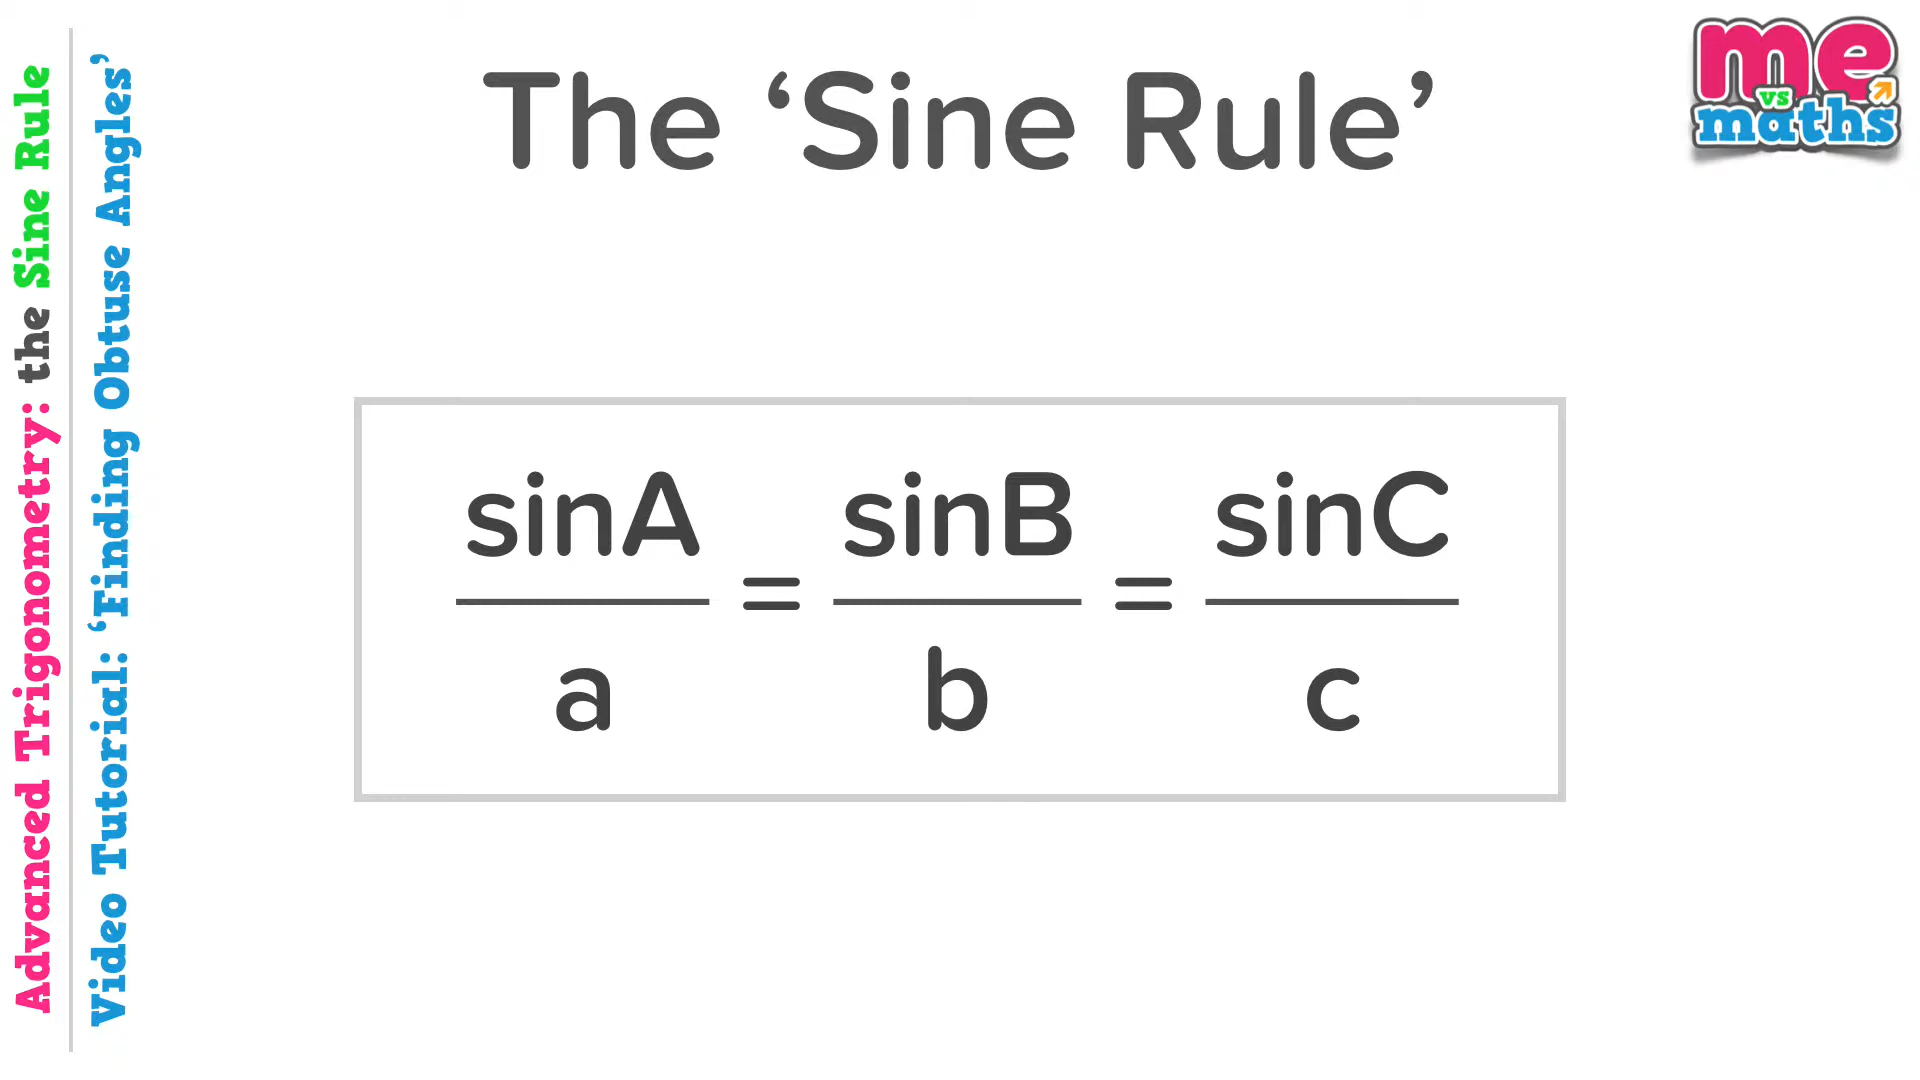 Advanced Trigonometry: the Sine Rule
Video Tutorial: ‘Finding Obtuse Angles’
The ‘Sine Rule’
me
vs
maths
sinA = sinB = sinC
a b c